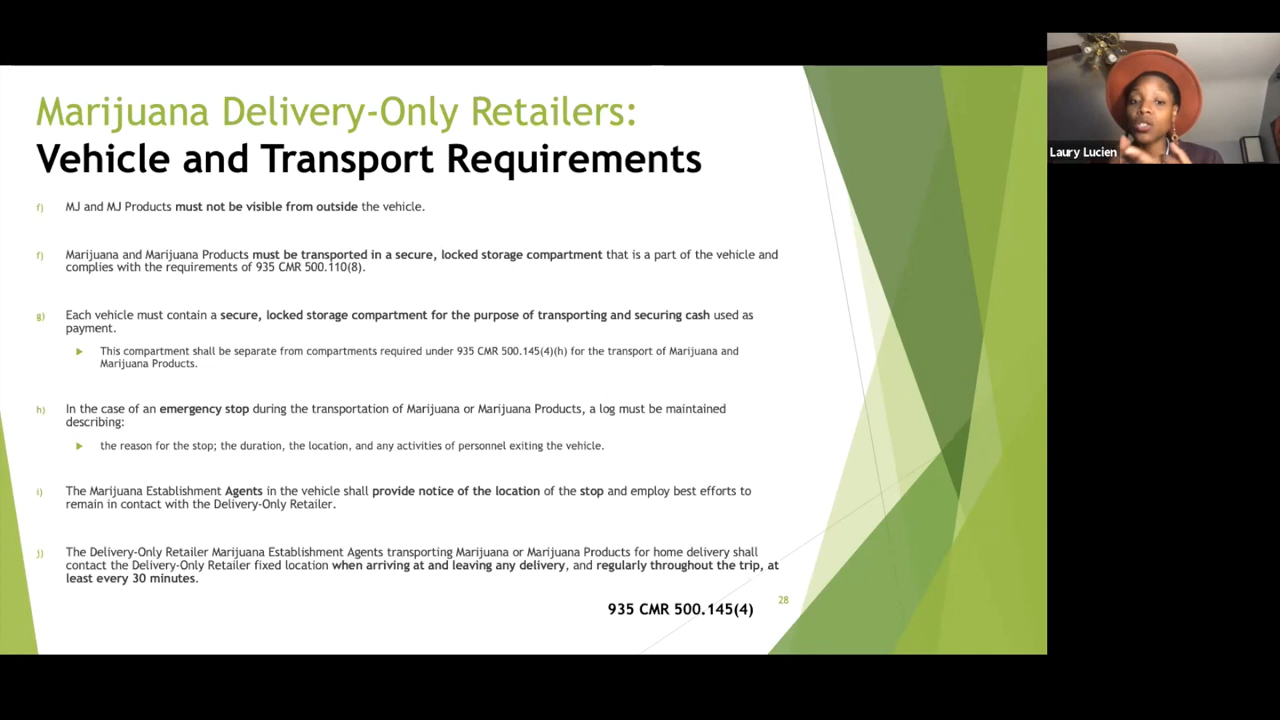 Marijuana Delivery-Only Retailers:
Vehicle and Transport Requirements
f) MJ and MJ Products must not be visible from outside the vehicle.
f) Marijuana and Marijuana Products must be transported in a secure, locked storage compartment that is a part of the vehicle and
complies with the requirements of 935 CMR 500.110(8).
g) Each vehicle must contain a secure, locked storage compartment for the purpose of transporting and securing cash used as
payment.
This compartment shall be separate from compartments required under 935 CMR 500.145(4)(h) for the transport of Marijuana and
Marijuana Products.
h) In the case of an emergency stop during the transportation of Marijuana or Marijuana Products, a log must be maintained
describing:
the reason for the stop; the duration, the location, and any activities of personnel exiting the vehicle.
i) The Marijuana Establishment Agents in the vehicle shall provide notice of the location of the stop and employ best efforts to
remain in contact with the Delivery-Only Retailer.
j) The Delivery-Only Retailer Marijuana Establishment Agents transporting Marijuana or Marijuana Products for home delivery shall
contact the Delivery-Only Retailer fixed location when arriving at and leaving any delivery, and regularly throughout the trip, at
least every 30 minutes.
935 CMR 500.145(4)
28
Laury Lucien